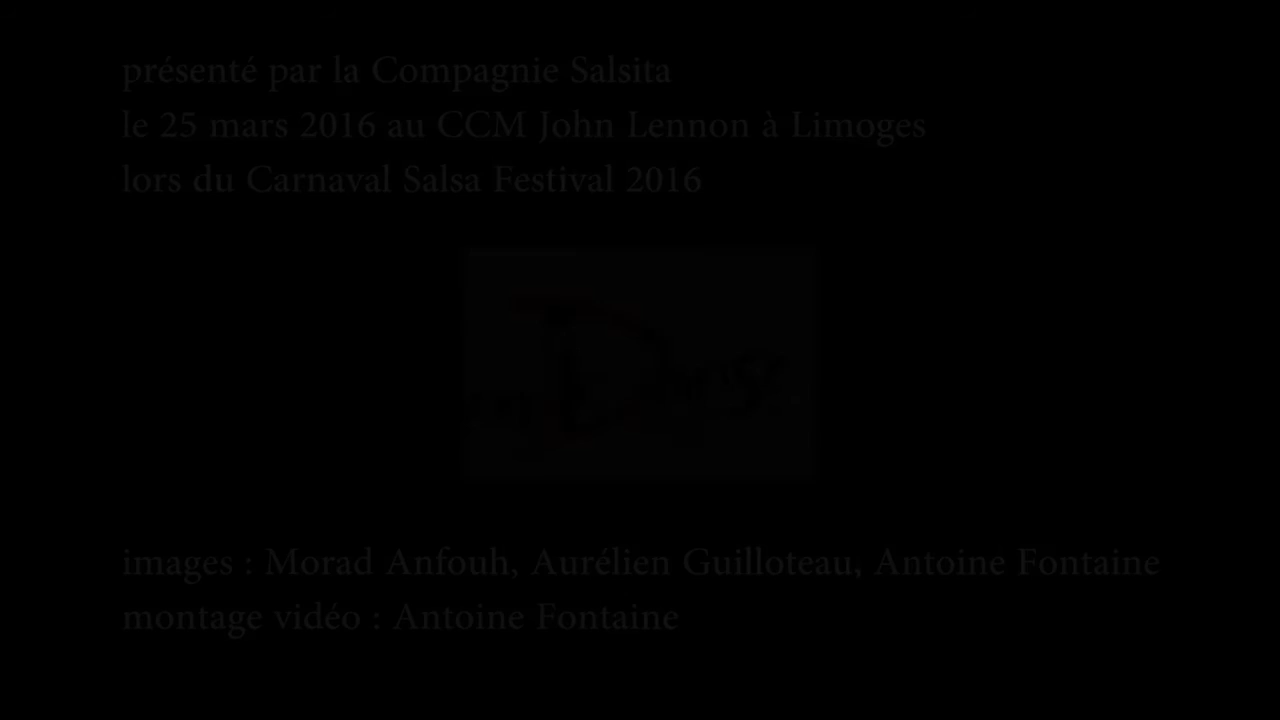 présenté par la Compagnie Salsita
le 25 mars 2016 au CCM John Lennon à Limoges
lors du Carnaval Salsa Festival 2016
images : Morad Anfouh, Aurélien Guilloteau, Antoine Fontaine
montage vidéo : Antoine Fontaine